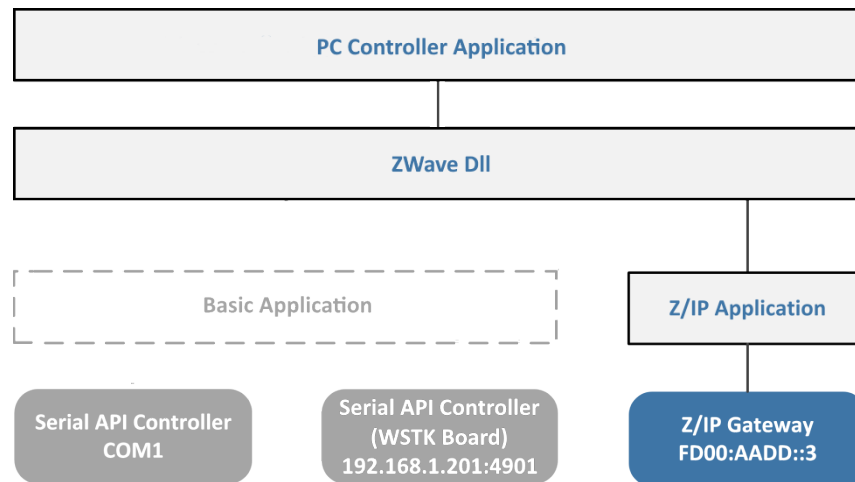 PC Controller Application
ZWave Dll
Basic Application
Z/IP Application
Serial API Controller
COM1
Serial API Controller
(WSTK Board)
192.168.1.201:4901
Z/IP Gateway
FD00:AADD::3